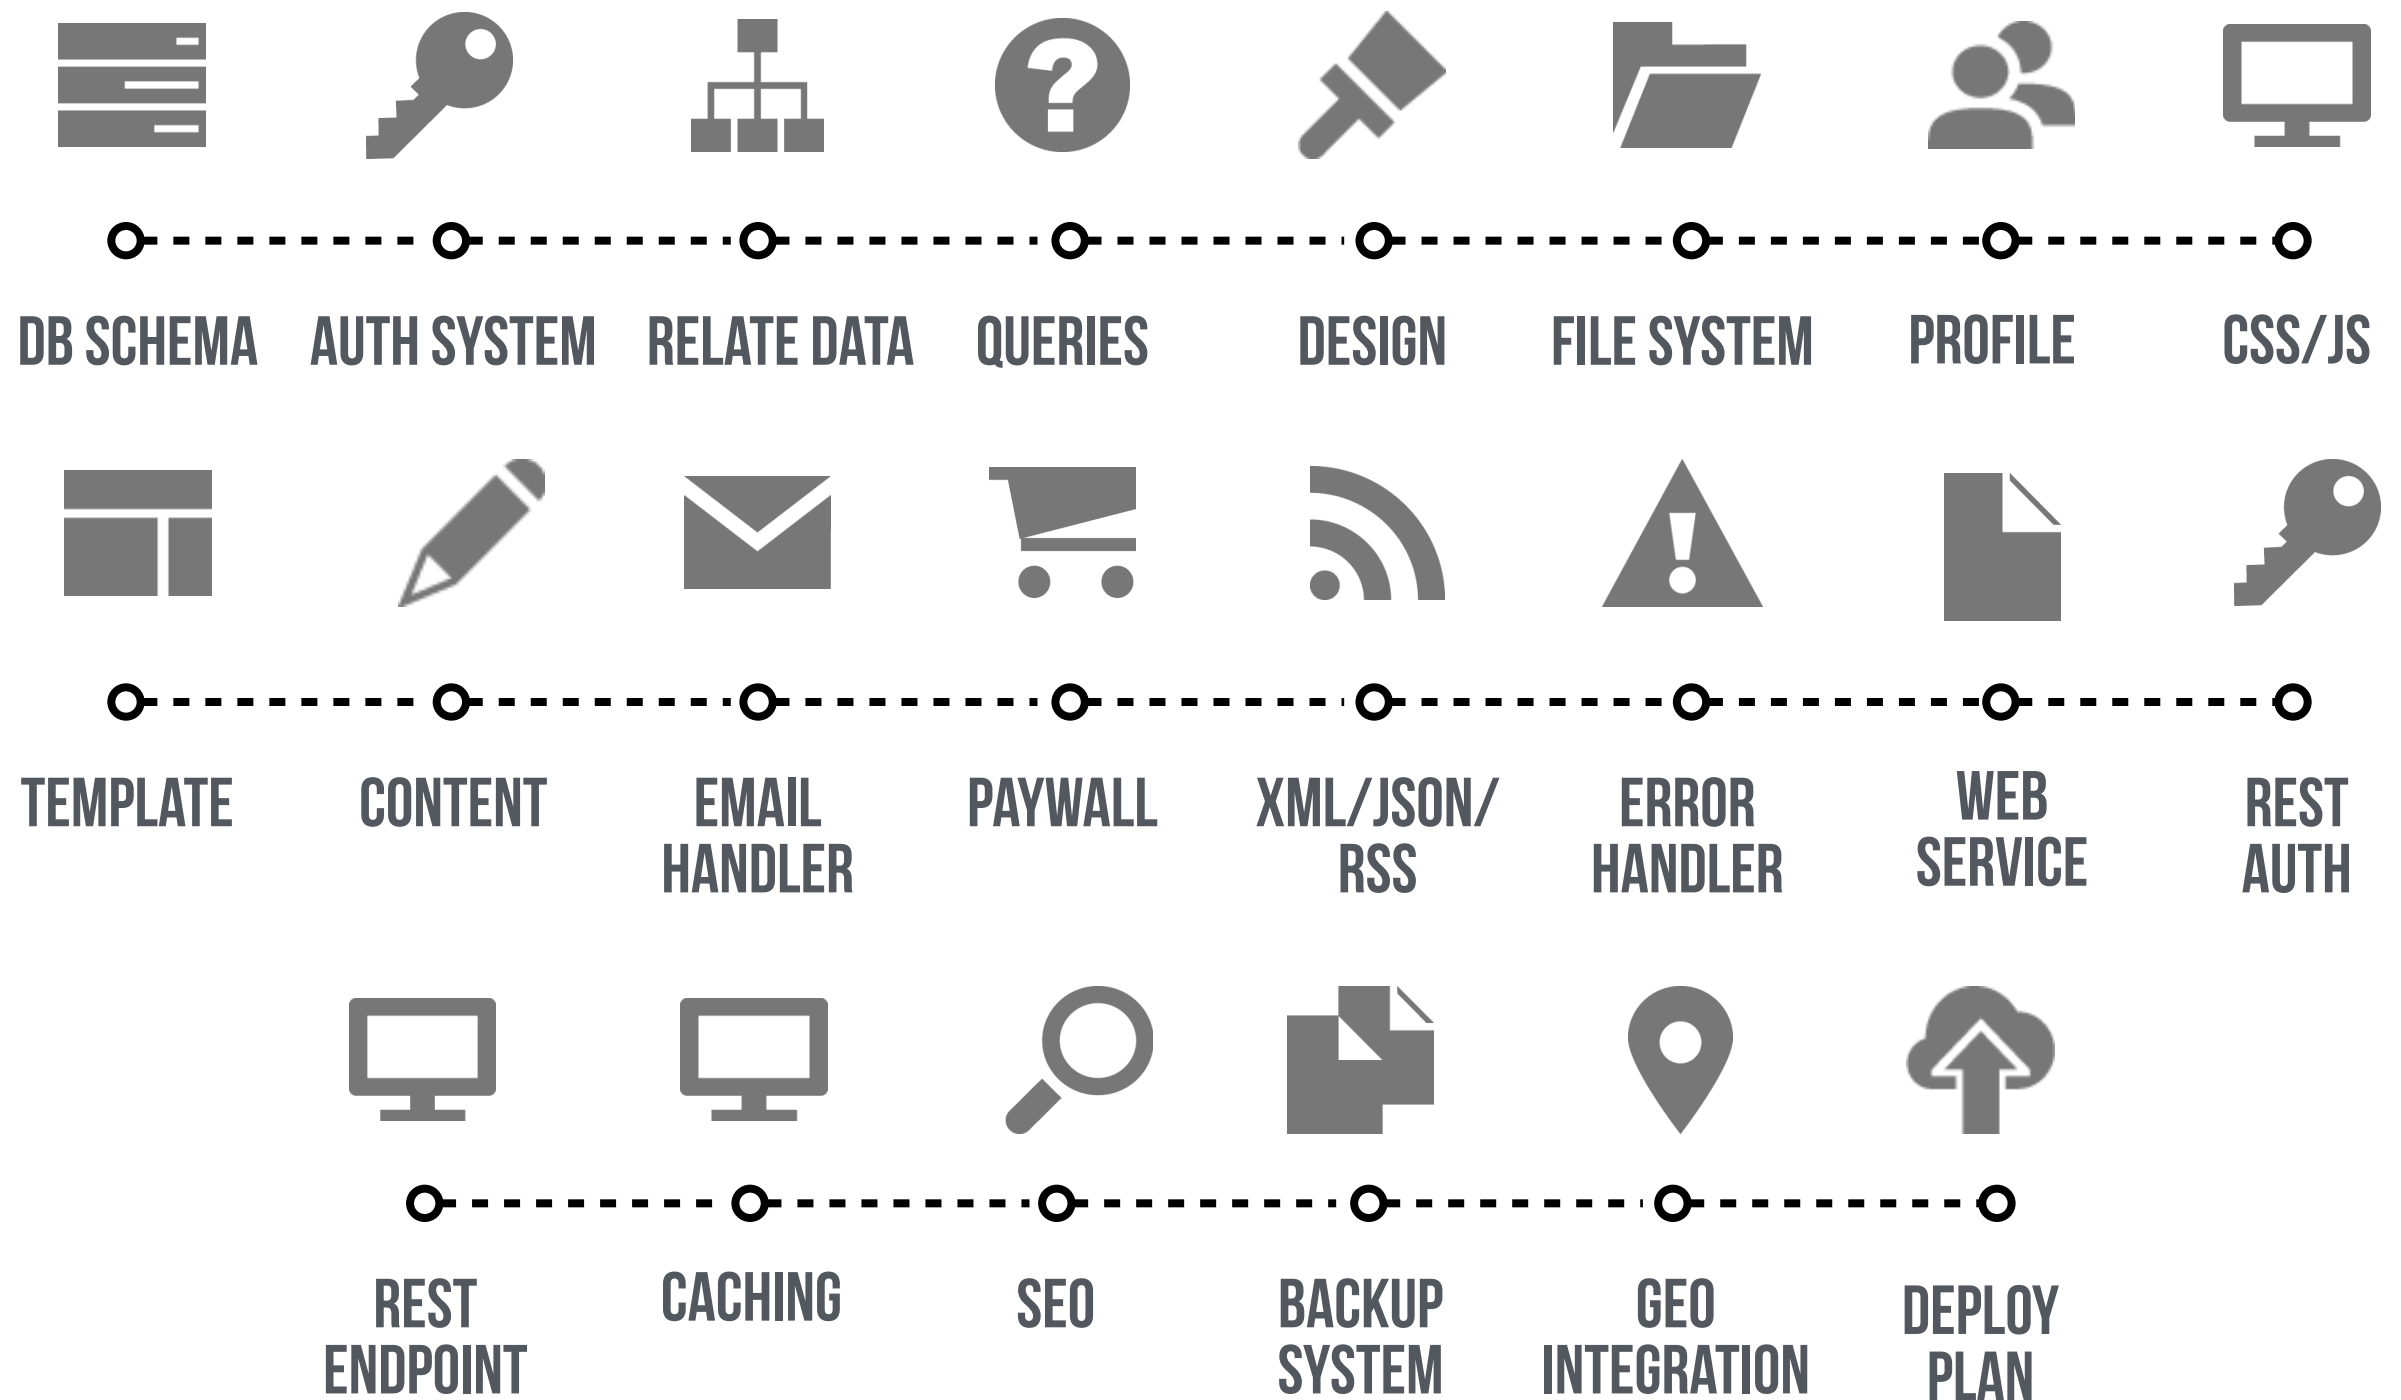 DB SCHEMA
AUTH SYSTEM
RELATE DATA
QUERIES
DESIGN
FILE SYSTEM
PROFILE
CSS/JS
TEMPLATE
CONTENT
EMAIL
HANDLER
PAYWALL
XML/JSON/
RSS
ERROR
HANDLER
WEB
SERVICE
REST
AUTH
REST
ENDPOINT
CACHING
SEO
BACKUP
SYSTEM
GEO
INTEGRATION
DEPLOY
PLAN